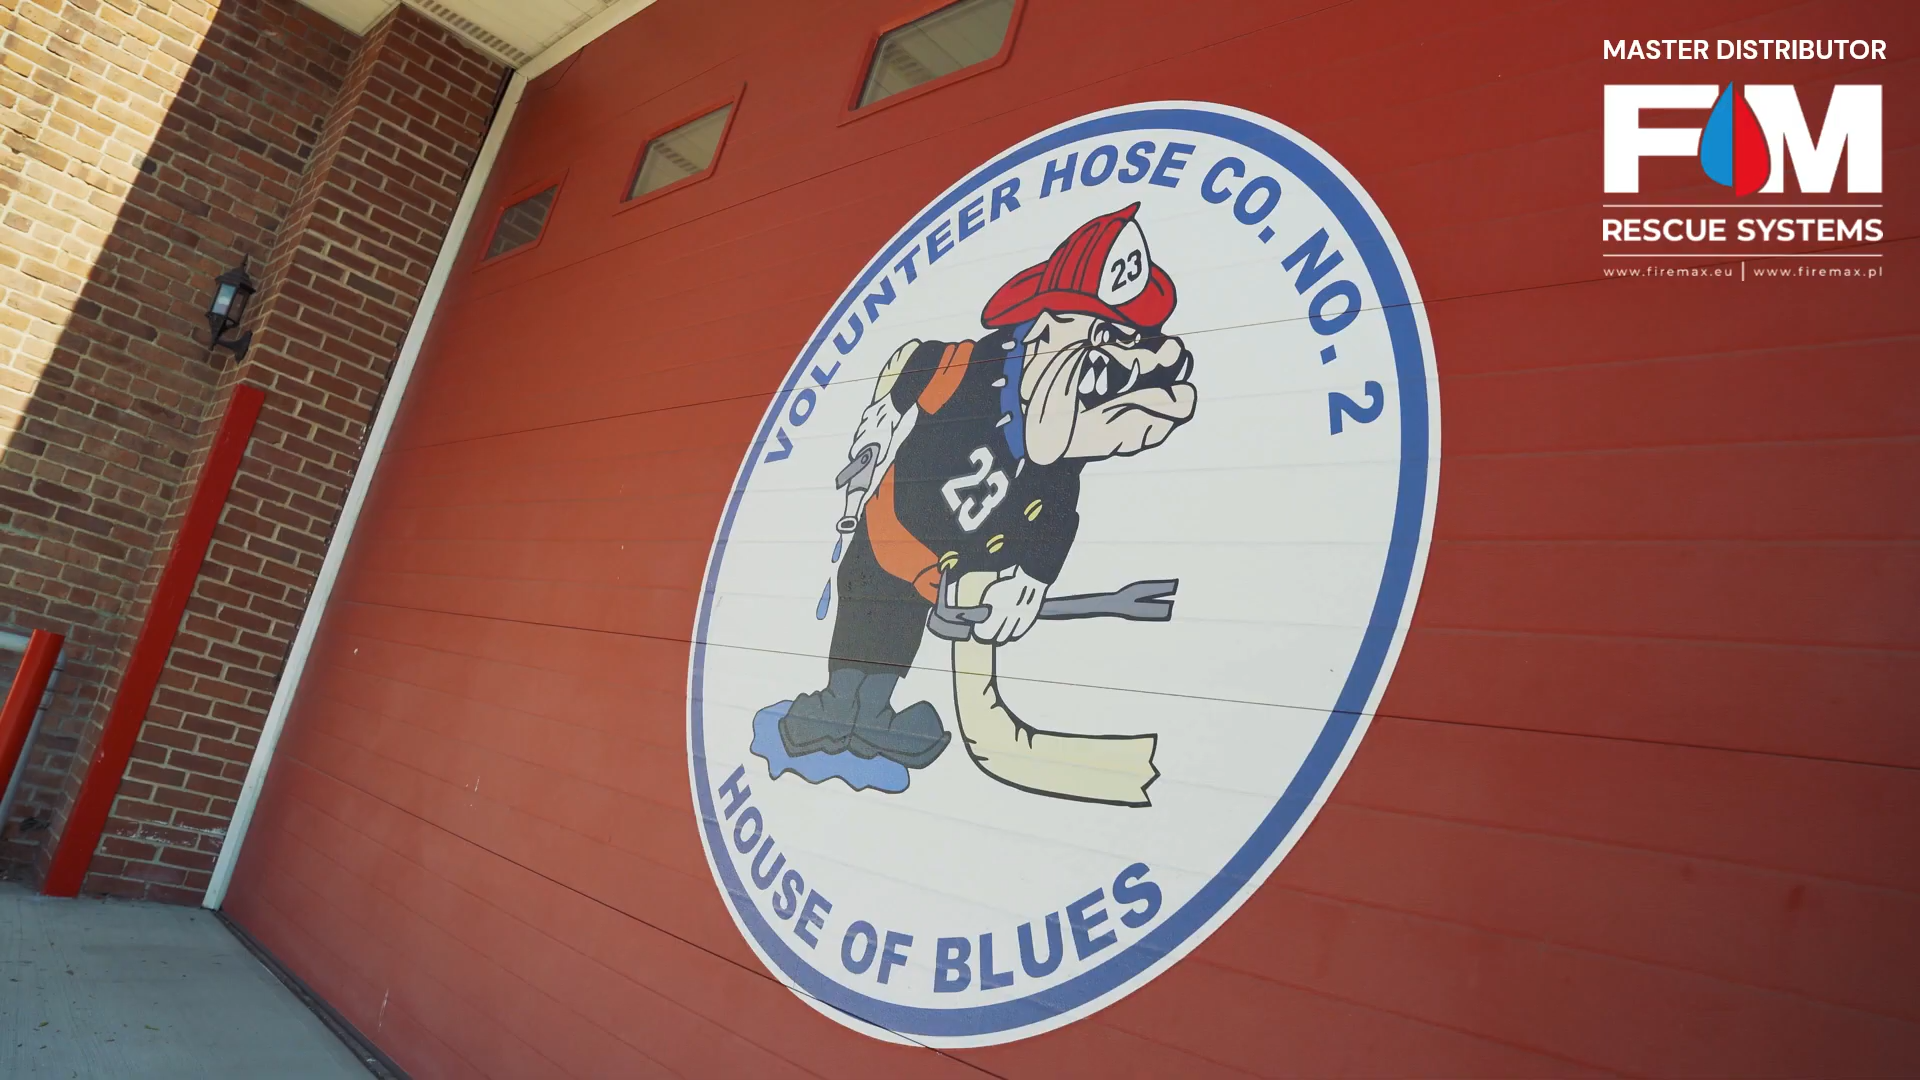 MASTER DISTRIBUTOR
FM
RESCUE SYSTEMS
www.firemax.eu | www.firemax.pl
VOLUNTEER HOSE CO. NO. 2
23
23
HOUSE OF BLUES